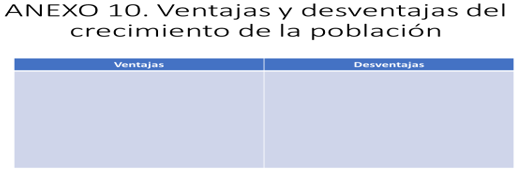 ANEXO 10. Ventajas y desventajas del
crecimiento de la población
Ventajas
Desventajas